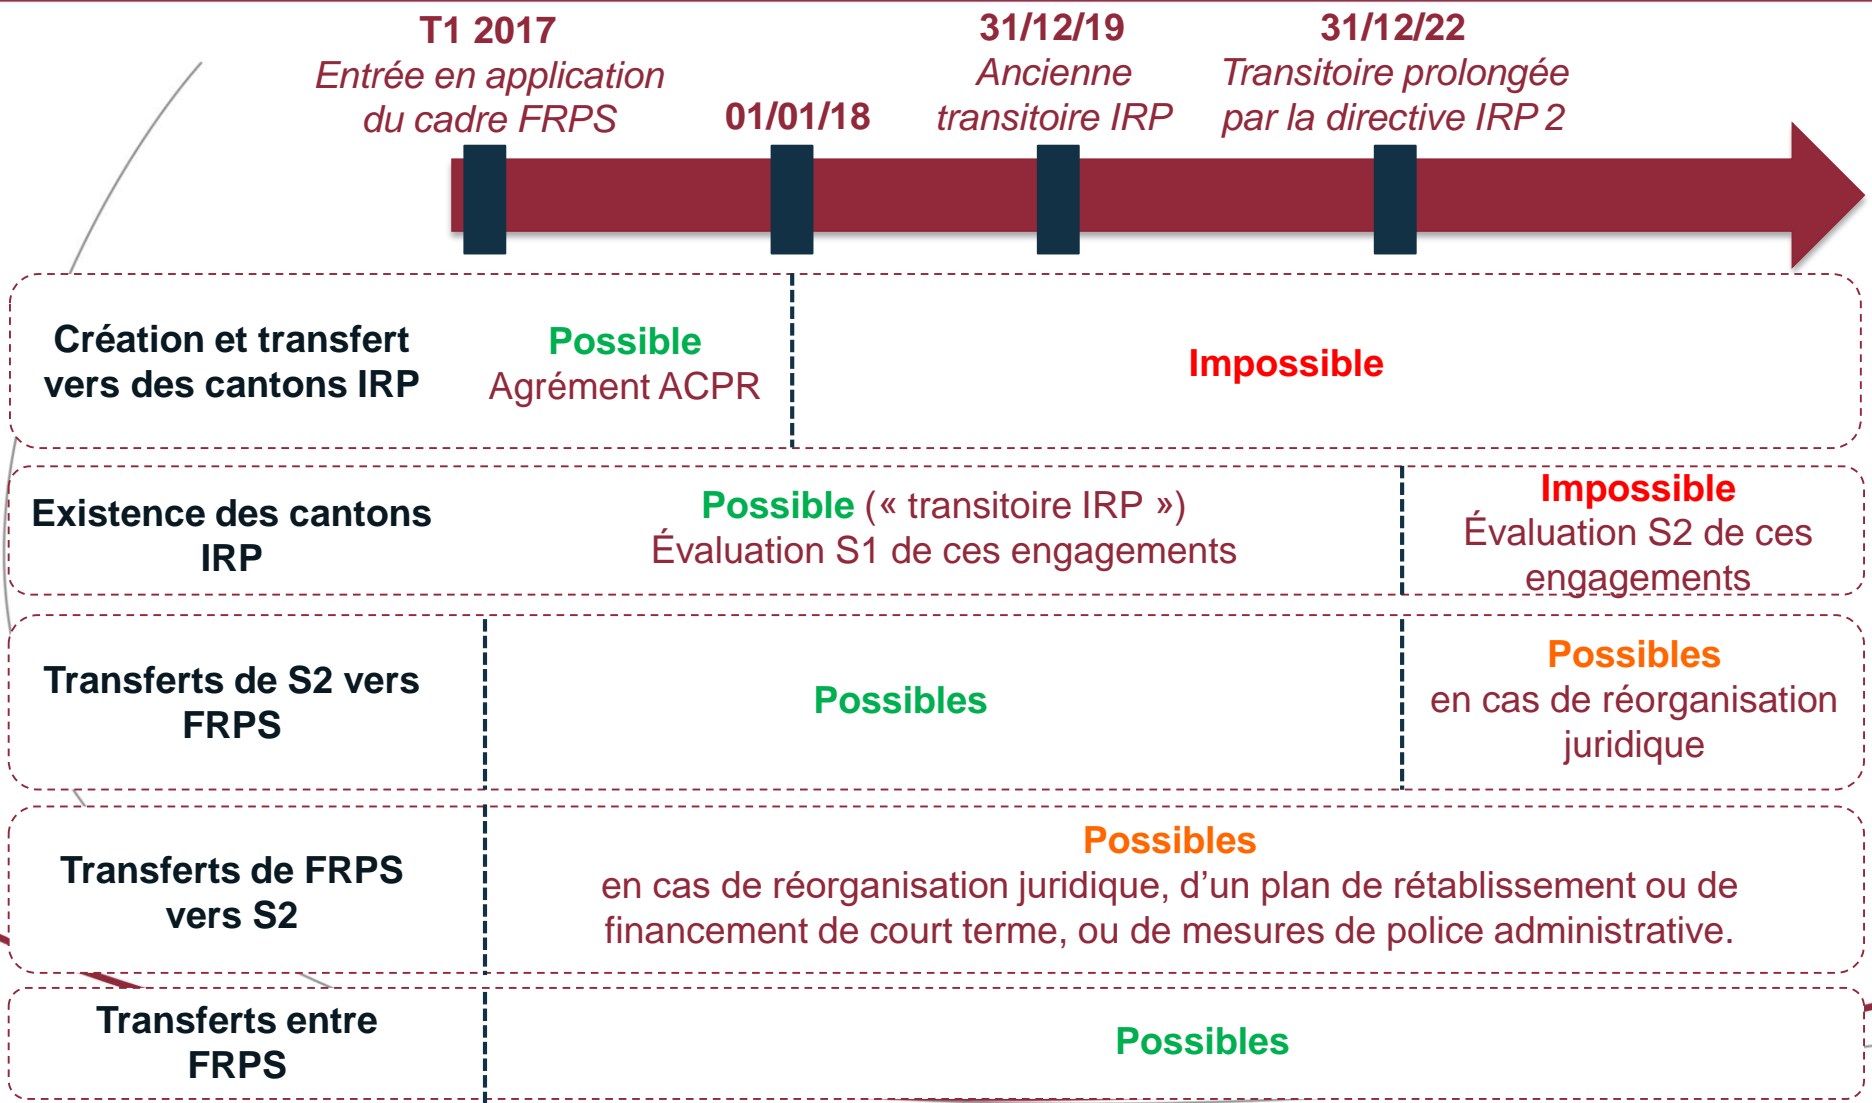 T1 2017
Entrée en application
du cadre FRPS
01/01/18
31/12/19
Ancienne
transitoire IRP
31/12/22
Transitoire prolongée
par la directive IRP 2
Création et transfert
vers des cantons IRP
Possible
Agrément ACPR
Impossible
Existence des cantons
IRP
Possible (« transitoire IRP »)
Évaluation S1 de ces engagements
Impossible
Évaluation S2 de ces
engagements
Transferts de S2 vers
FRPS
Possibles
Possibles
en cas de réorganisation
juridique
Transferts de FRPS
vers S2
Possibles
en cas de réorganisation juridique, d’un plan de rétablissement ou de
financement de court terme, ou de mesures de police administrative.
Transferts entre
FRPS
Possibles